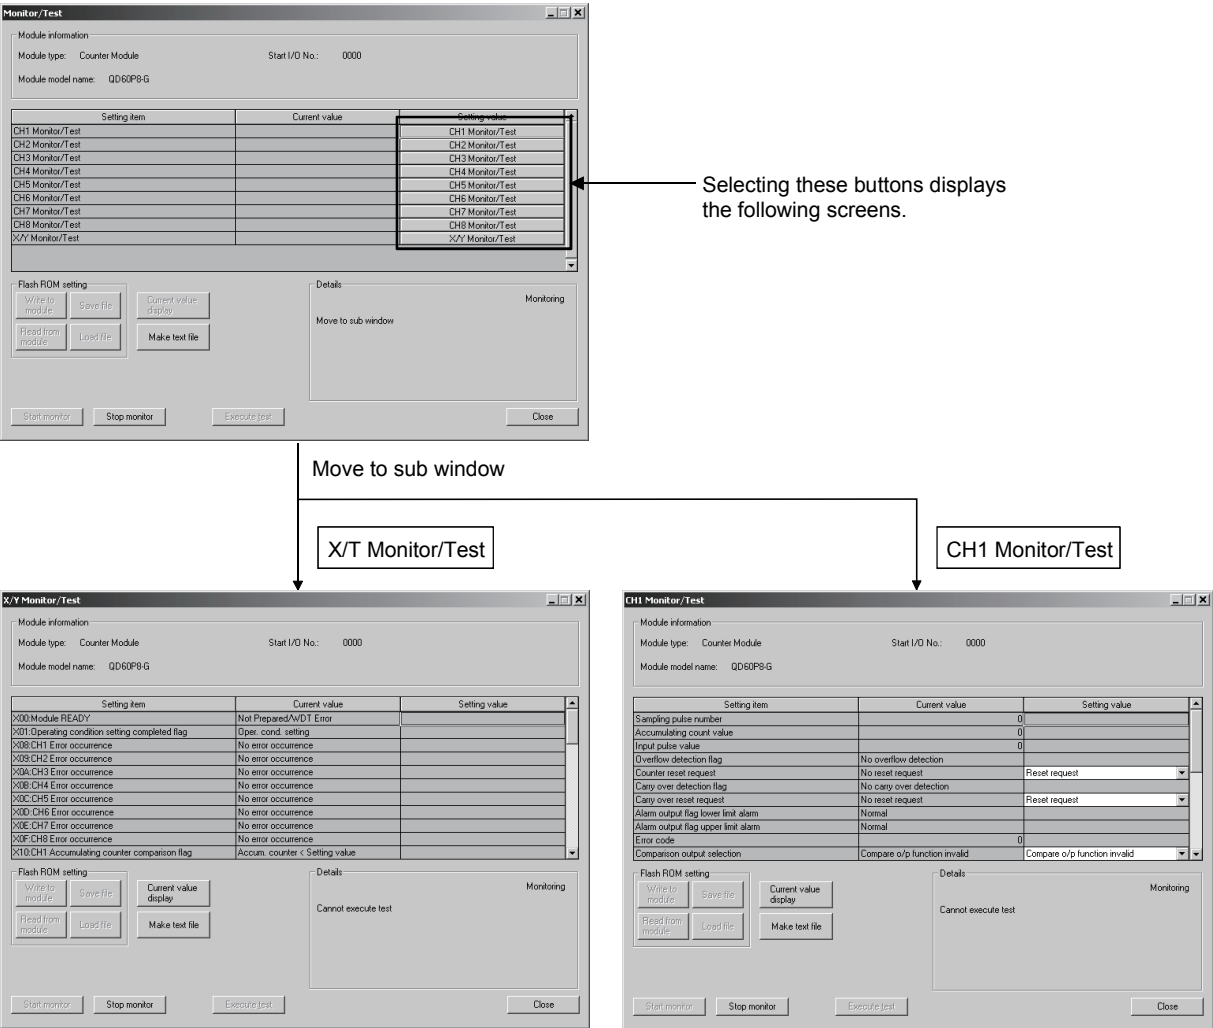 Monitor/Test
Module information
Module type: Counter Module Start I/O No.: 0000
Module model name: QD60P8-G
Setting item Current value Setting value
CH1 Monitor/Test CH1 Monitor/Test
CH2 Monitor/Test CH2 Monitor/Test
CH3 Monitor/Test CH3 Monitor/Test
CH4 Monitor/Test CH4 Monitor/Test
CH5 Monitor/Test CH5 Monitor/Test
CH6 Monitor/Test CH6 Monitor/Test
CH7 Monitor/Test CH7 Monitor/Test
CH8 Monitor/Test CH8 Monitor/Test
X/Y Monitor/Test X/Y Monitor/Test
Selecting these buttons displays
the following screens.
Flash ROM setting
Write to module Save file Current value display
Read from module Load file Make text file
Details
Monitoring
Move to sub window
Start monitor Stop monitor Execute test Close
Move to sub window
X/T Monitor/Test
CH1 Monitor/Test
X/Y Monitor/Test
Module information
Module type: Counter Module Start I/O No.: 0000
Module model name: QD60P8-G
Setting item Current value Setting value
X00:Module READY Not Prepared/WDT Error
X01:Operating condition setting completed flag Oper. cond. setting
X08:CH1 Error occurrence No error occurrence
X09:CH2 Error occurrence No error occurrence
X0A:CH3 Error occurrence No error occurrence
X0B:CH4 Error occurrence No error occurrence
X0C:CH5 Error occurrence No error occurrence
X0D:CH6 Error occurrence No error occurrence
X0E:CH7 Error occurrence No error occurrence
X0F:CH8 Error occurrence No error occurrence
X10:CH1 Accumulating counter comparison flag Accum. counter < Setting value
Flash ROM setting
Write to module Save file Current value display
Read from module Load file Make text file
Details
Monitoring
Cannot execute test
Start monitor Stop monitor Execute test Close
CH1 Monitor/Test
Module information
Module type: Counter Module Start I/O No.: 0000
Module model name: QD60P8-G
Setting item Current value Setting value
Sampling pulse number 0
Accumulating count value 0
Input pulse value 0
Overflow detection flag No overflow detection
Counter reset request No reset request Reset request
Carry over detection flag No carry over detection
Carry over reset request No reset request Reset request
Alarm output flag lower limit alarm Normal
Alarm output flag upper limit alarm Normal
Error code 0
Comparison output selection Compare o/p function invalid Compare o/p function invalid
Flash ROM setting
Write to module Save file Current value display
Read from module Load file Make text file
Details
Monitoring
Cannot execute test
Start monitor Stop monitor Execute test Close